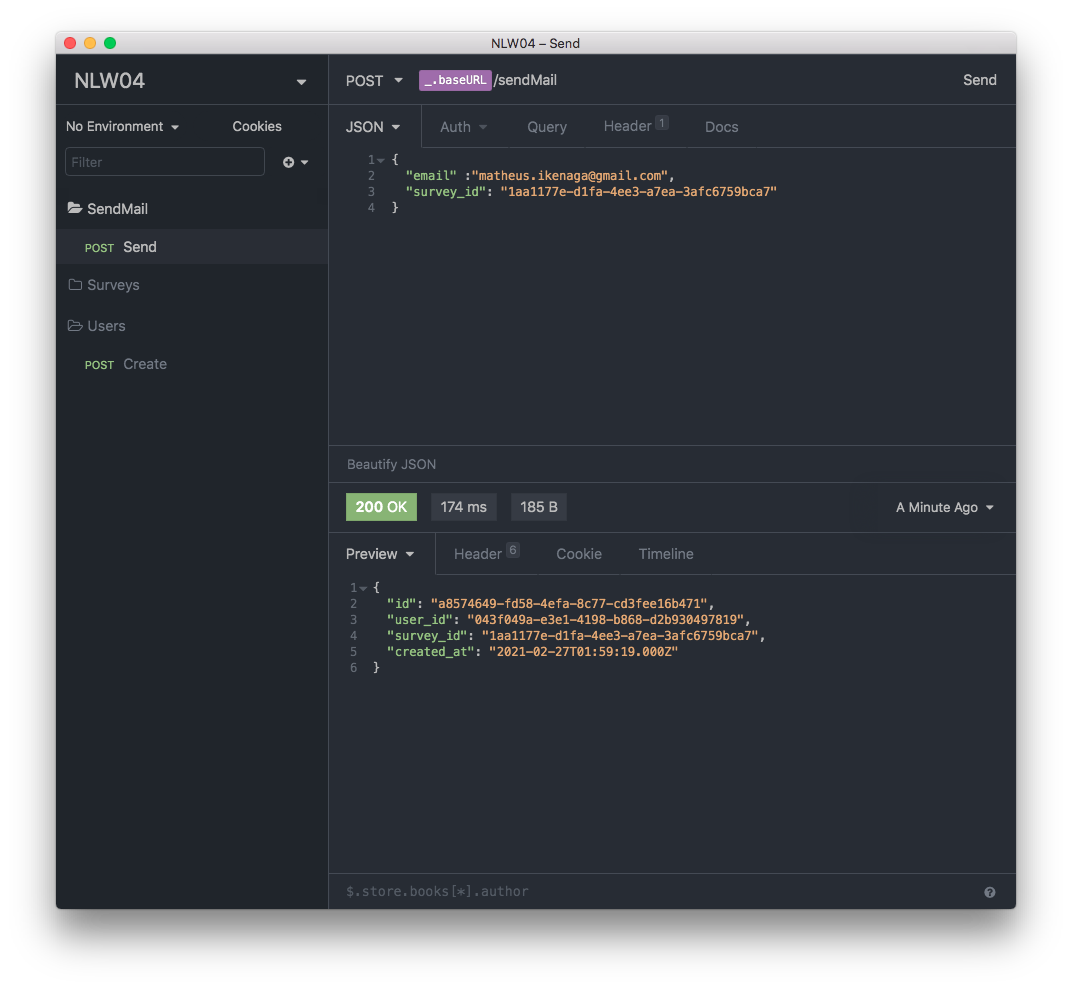 NLW04 – Send
NLW04
No Environment
Cookies
Filter
SendMail
POST Send
Surveys
Users
POST Create
POST _.baseURL/sendMail
Send
JSON Auth Query Header 1 Docs
1 {
2 "email" :"matheus.ikenaga@gmail.com",
3 "survey_id": "1aa1177e-d1fa-4ee3-a7ea-3afc6759bca7"
4 }
Beautify JSON
200 OK 174 ms 185 B A Minute Ago
Preview Header 6 Cookie Timeline
1 {
2 "id": "a8574649-fd58-4efa-8c77-cd3fee16b471",
3 "user_id": "043f049a-e3e1-4198-b868-d2b930497819",
4 "survey_id": "1aa1177e-d1fa-4ee3-a7ea-3afc6759bca7",
5 "created_at": "2021-02-27T01:59:19.000Z"
6 }
$.store.books[*].author